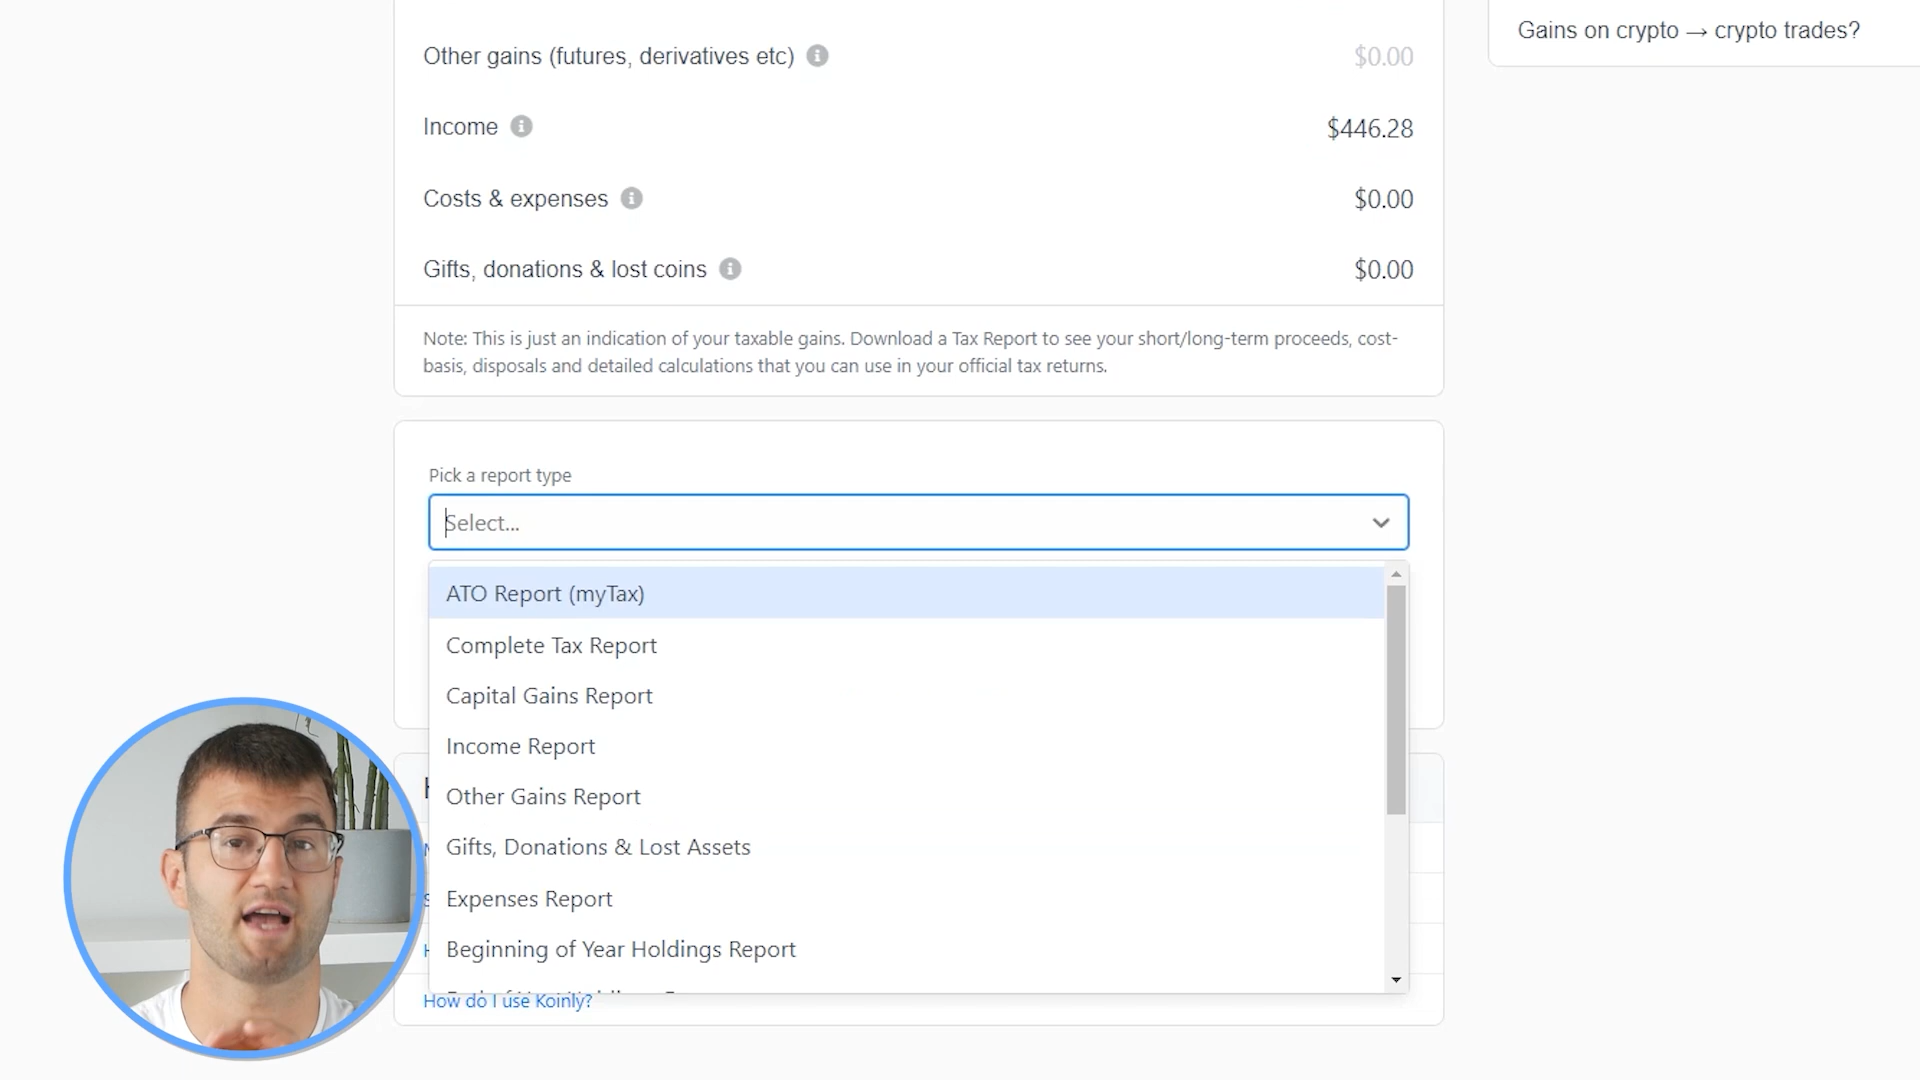 Gains on crypto → crypto trades?
Other gains (futures, derivatives etc)
$0.00
Income
$446.28
Costs & expenses
$0.00
Gifts, donations & lost coins
$0.00
Note: This is just an indication of your taxable gains. Download a Tax Report to see your short/long-term proceeds, cost-
basis, disposals and detailed calculations that you can use in your official tax returns.
Pick a report type
Select...
ATO Report (myTax)
Complete Tax Report
Capital Gains Report
Income Report
Other Gains Report
Gifts, Donations & Lost Assets
Expenses Report
Beginning of Year Holdings Report
How do I use Koinly?